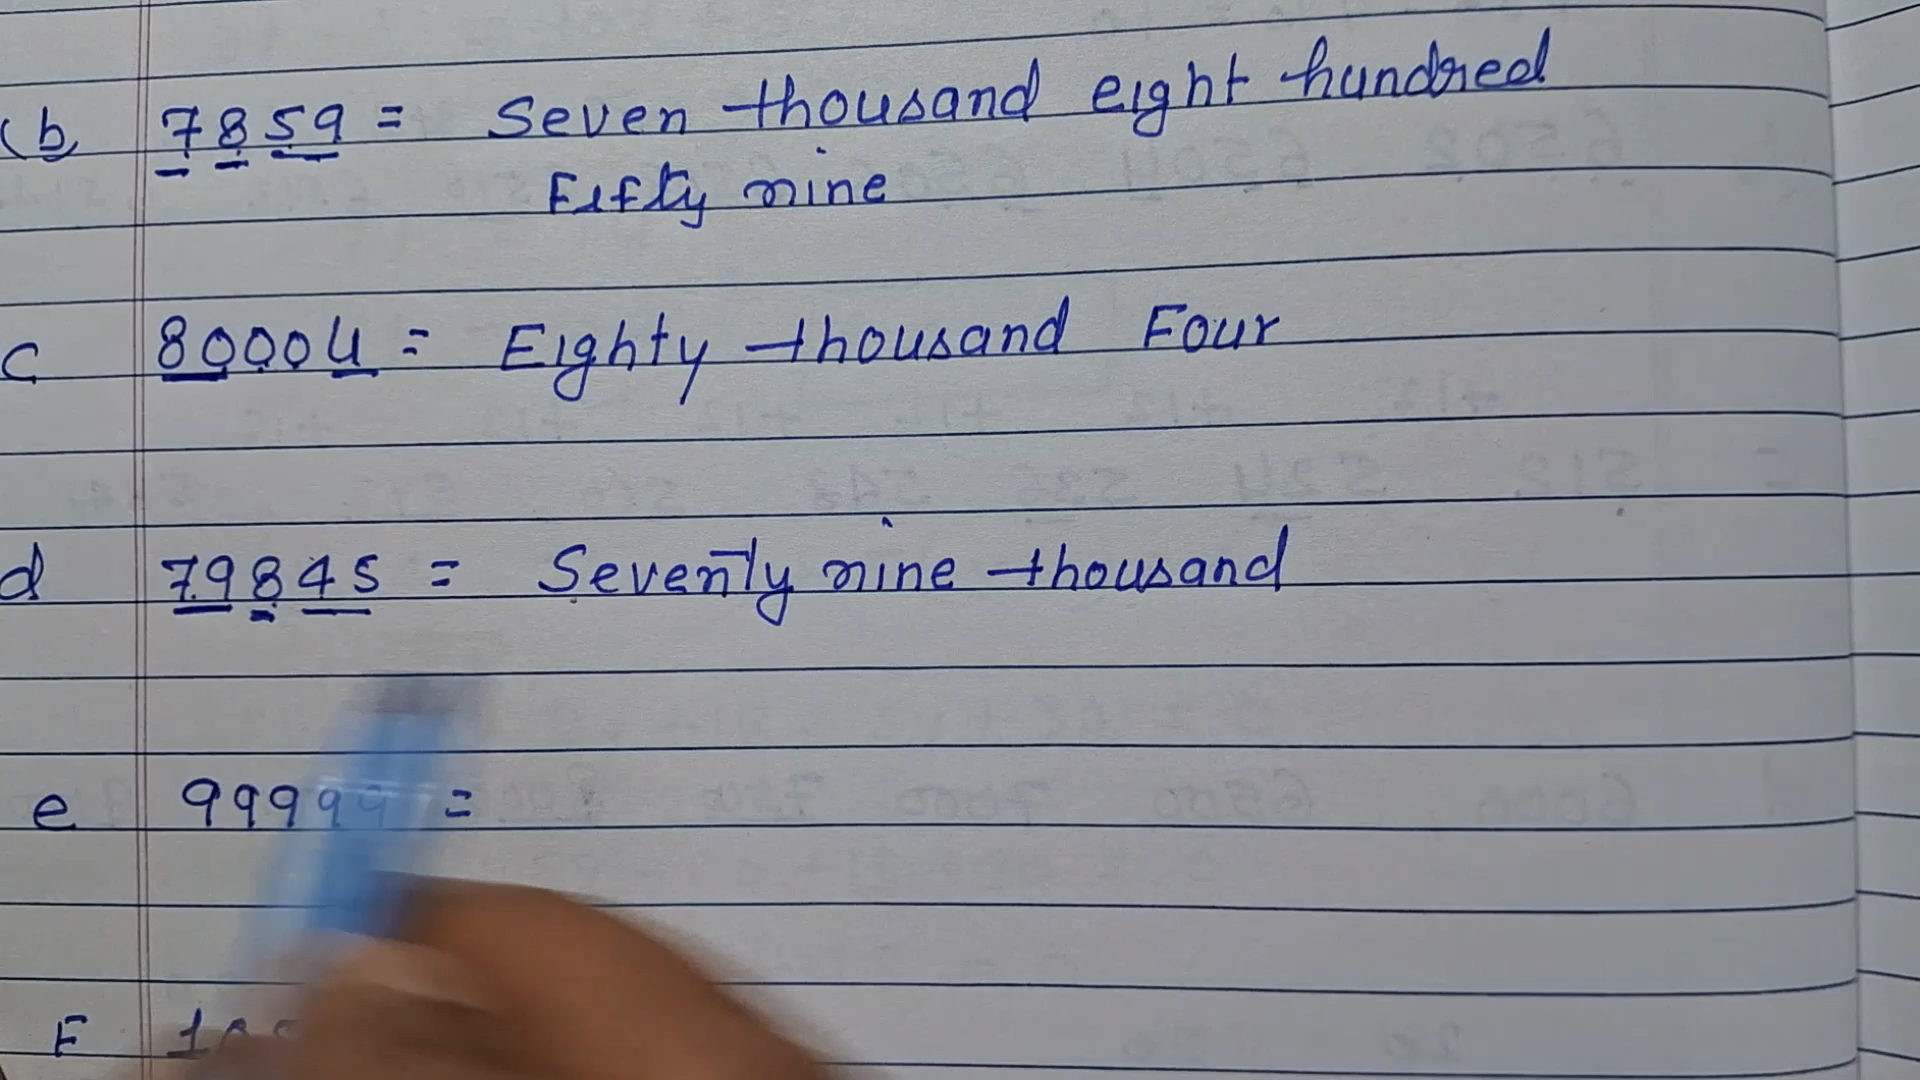 (b 7859 = Seven thousand eight hundred
Fifty nine
c 80004 = Eighty thousand Four
d 79845 = Seventy nine thousand
e 99999 =
F